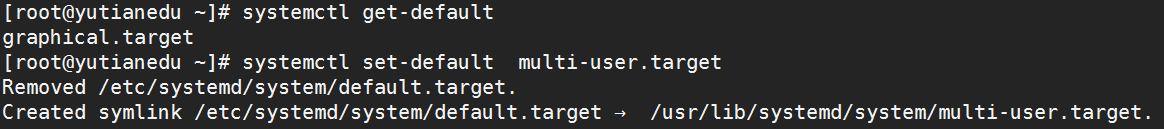 [root@yutianedu ~]# systemctl get-default
graphical.target
[root@yutianedu ~]# systemctl set-default  multi-user.target
Removed /etc/systemd/system/default.target.
Created symlink /etc/systemd/system/default.target →  /usr/lib/systemd/system/multi-user.target.